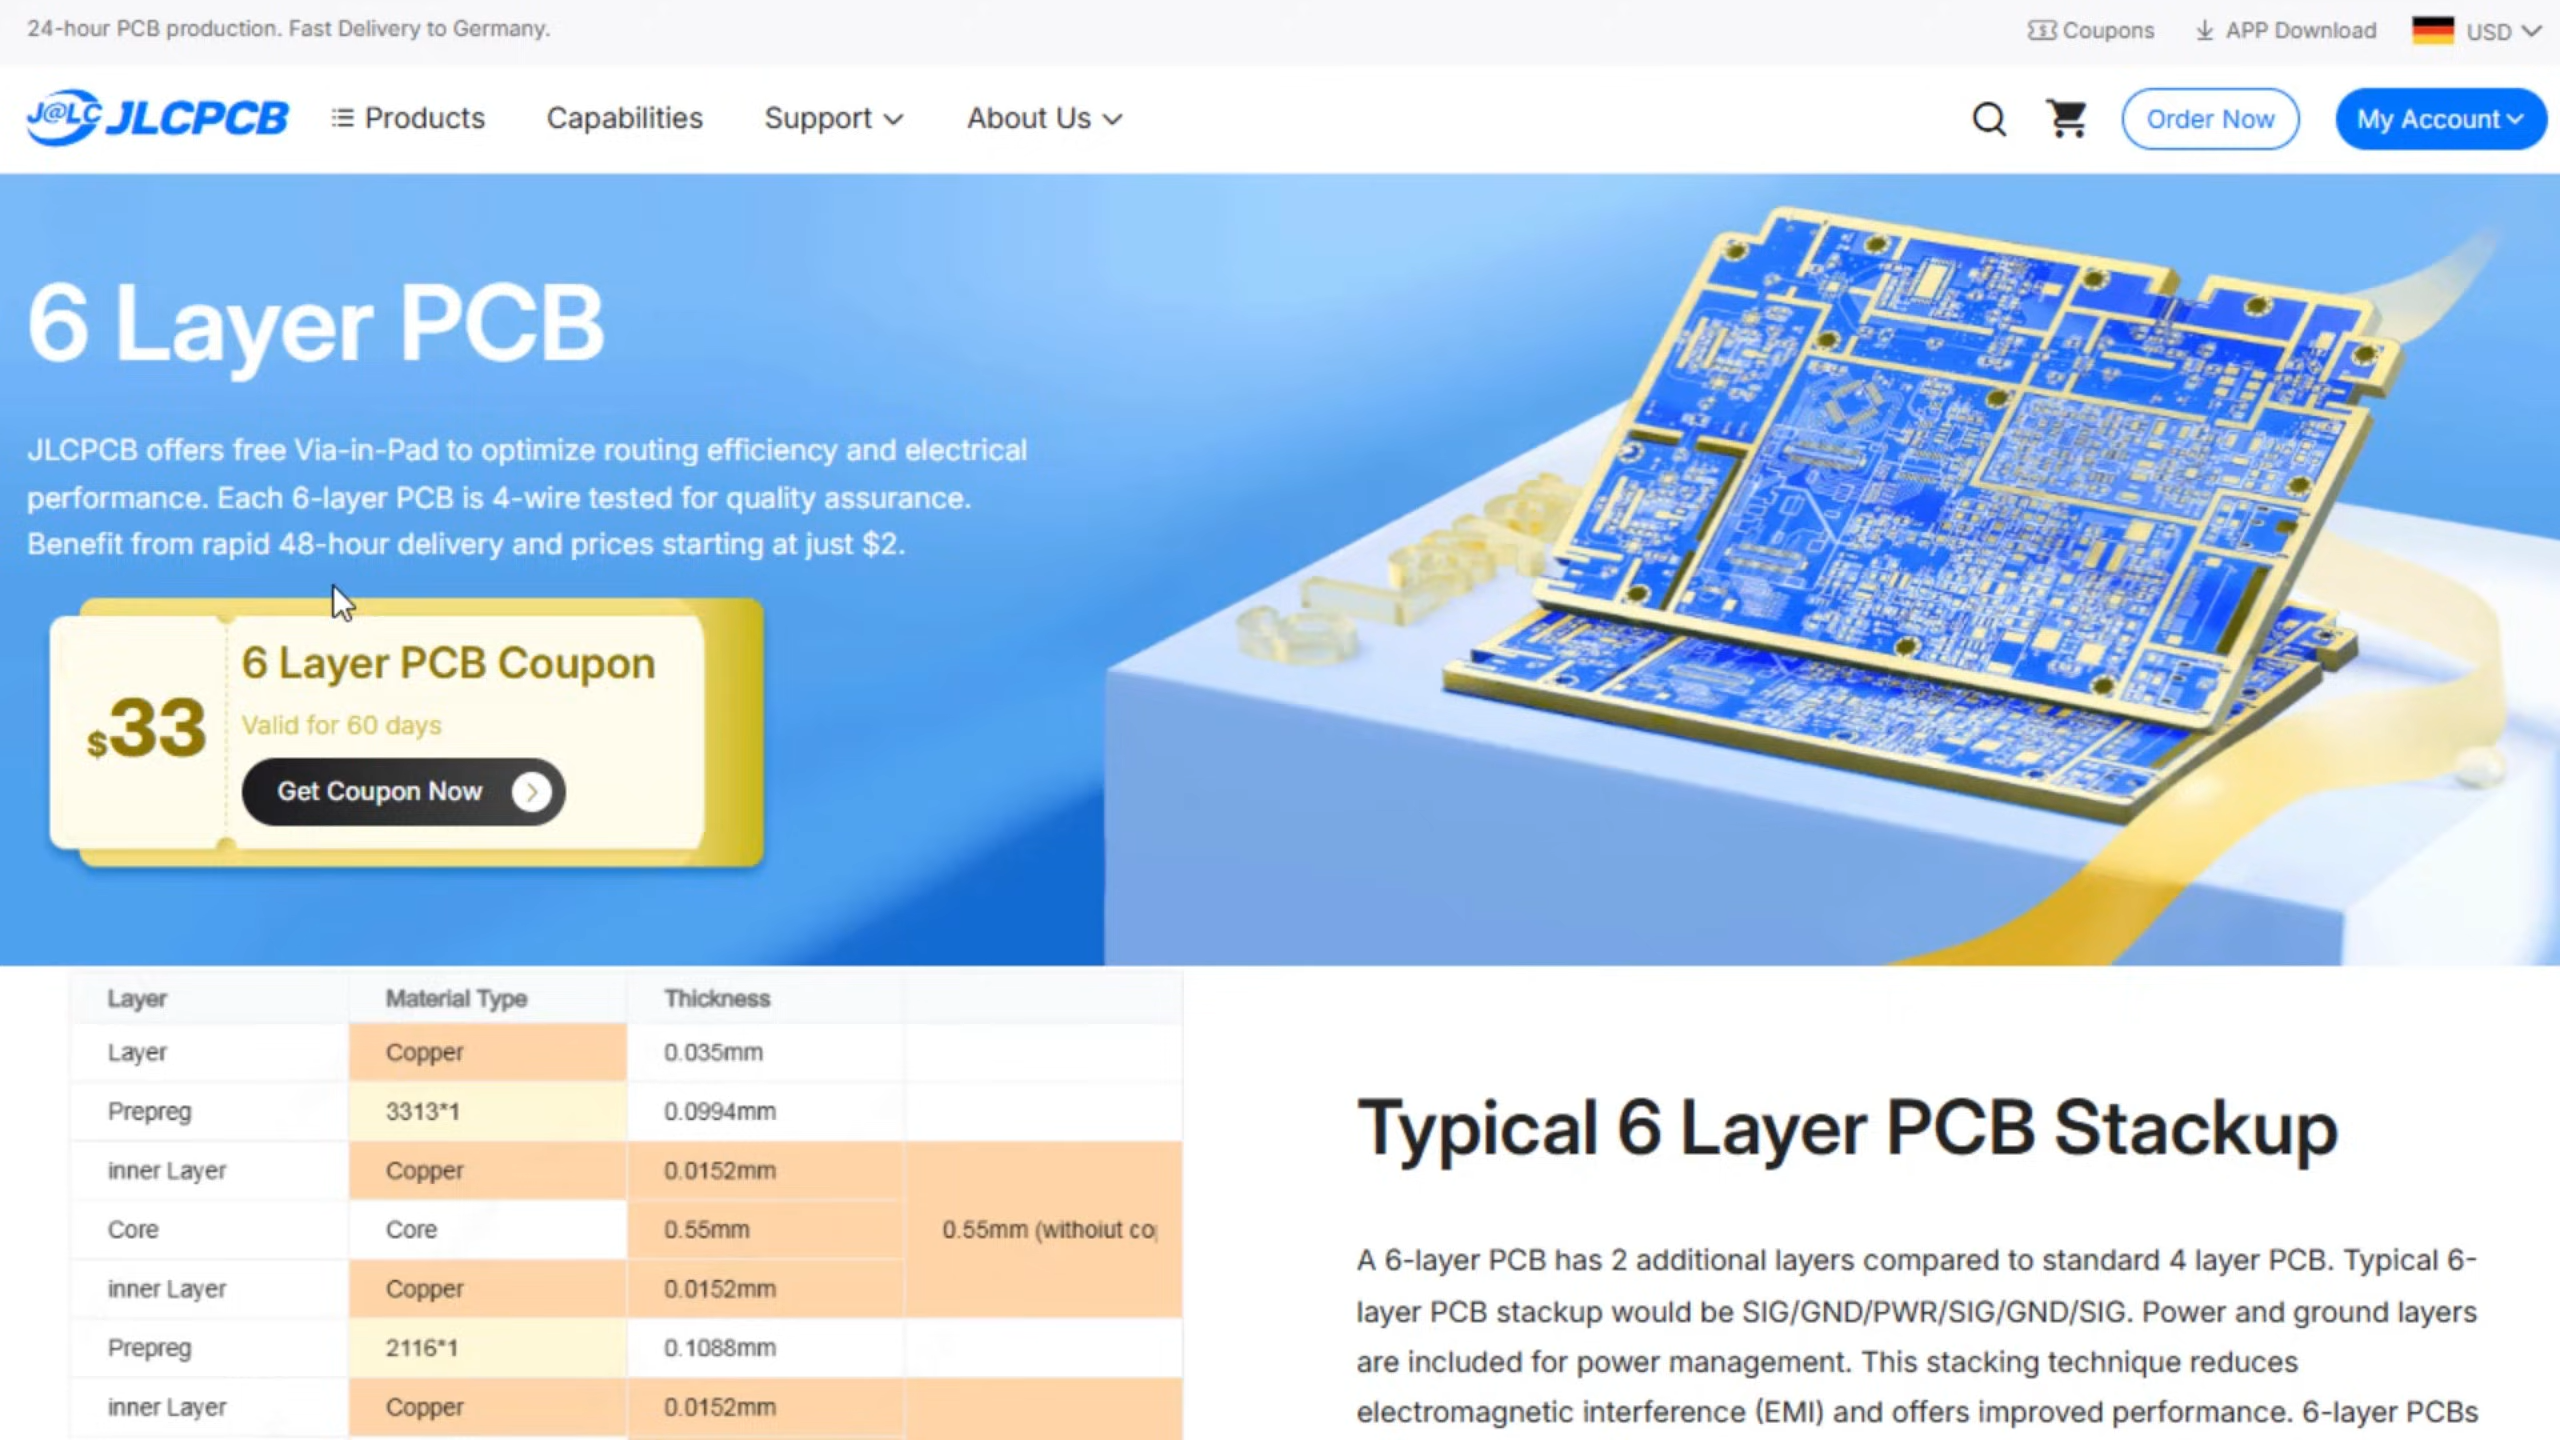 24-hour PCB production. Fast Delivery to Germany.
Coupons
APP Download
USD
J@LC JLCPCB
Products
Capabilities
Support
About Us
Order Now
My Account
6 Layer PCB
JLCPCB offers free Via-in-Pad to optimize routing efficiency and electrical
performance. Each 6-layer PCB is 4-wire tested for quality assurance.
Benefit from rapid 48-hour delivery and prices starting at just $2.
$33
6 Layer PCB Coupon
Valid for 60 days
Get Coupon Now
Layer Material Type Thickness
Layer Copper 0.035mm
Prepreg 3313*1 0.0994mm
inner Layer Copper 0.0152mm
Core Core 0.55mm 0.55mm (withoiut co
inner Layer Copper 0.0152mm
Prepreg 2116*1 0.1088mm
inner Layer Copper 0.0152mm
Typical 6 Layer PCB Stackup
A 6-layer PCB has 2 additional layers compared to standard 4 layer PCB. Typical 6-
layer PCB stackup would be SIG/GND/PWR/SIG/GND/SIG. Power and ground layers
are included for power management. This stacking technique reduces
electromagnetic interference (EMI) and offers improved performance. 6-layer PCBs